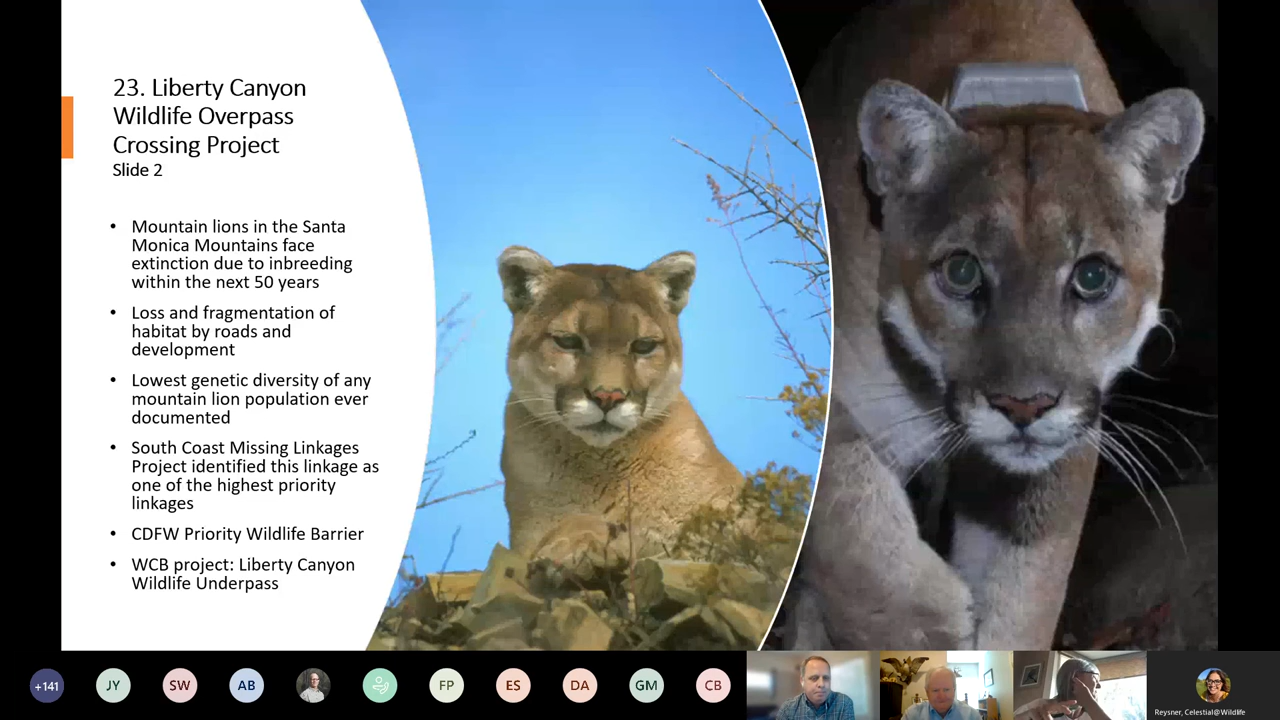 23. Liberty Canyon
Wildlife Overpass
Crossing Project
Slide 2
• Mountain lions in the Santa
Monica Mountains face
extinction due to inbreeding
within the next 50 years
• Loss and fragmentation of
habitat by roads and
development
• Lowest genetic diversity of any
mountain lion population ever
documented
• South Coast Missing Linkages
Project identified this linkage as
one of the highest priority
linkages
• CDFW Priority Wildlife Barrier
• WCB project: Liberty Canyon
Wildlife Underpass
+141 JY SW AB FP ES DA GM CB
Reysner, Celestial@Wildlife